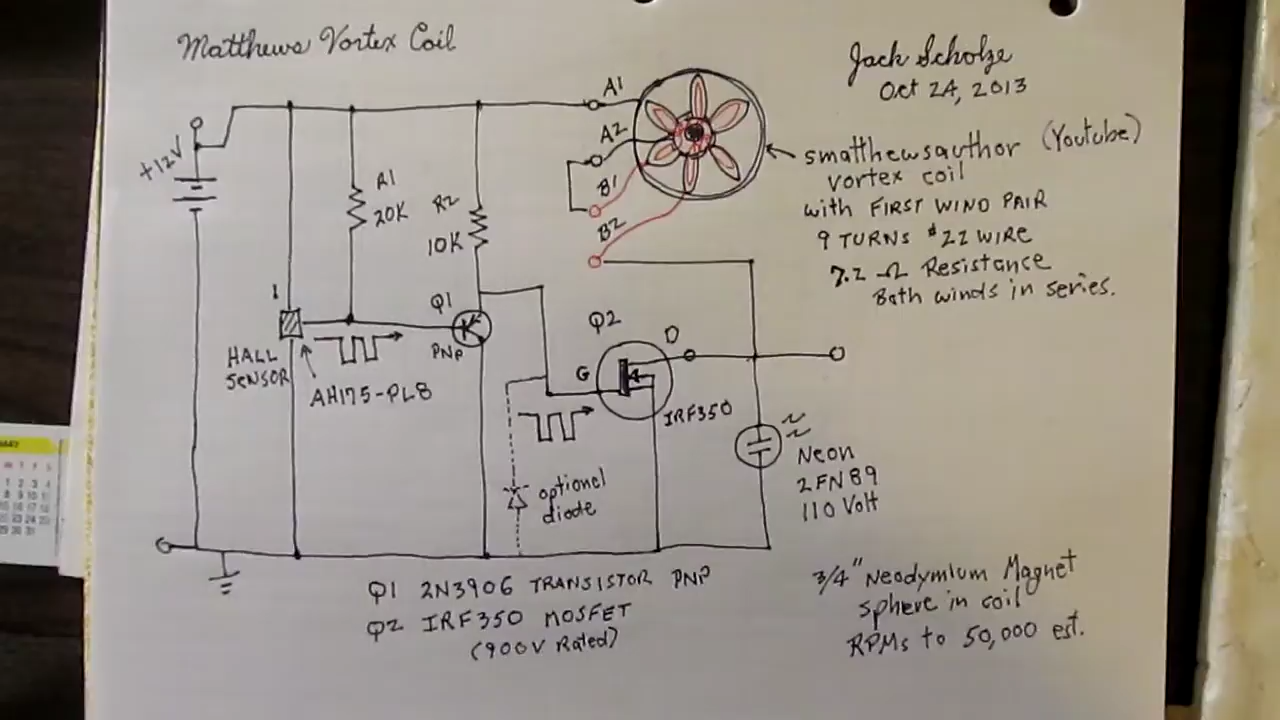 Matthews Vortex Coil
Jack Scholze
Oct 24, 2013
+12V
R1
20K
R2
10K
A1
A2
B1
B2
smatthewsauthor (Youtube)
vortex coil
with FIRST WIND PAIR
9 TURNS #22 WIRE
7.2 Ω Resistance
Both winds in series.
1
HALL
SENSOR
AH175-PL8
Q1
PNP
Q2
G
D
IRF350
optional
diode
Neon
2FN89
110 Volt
Q1 2N3906 TRANSISTOR PNP
Q2 IRF350 MOSFET
(900V Rated)
3/4" Neodymium Magnet
sphere in coil
RPMs to 50,000 est.